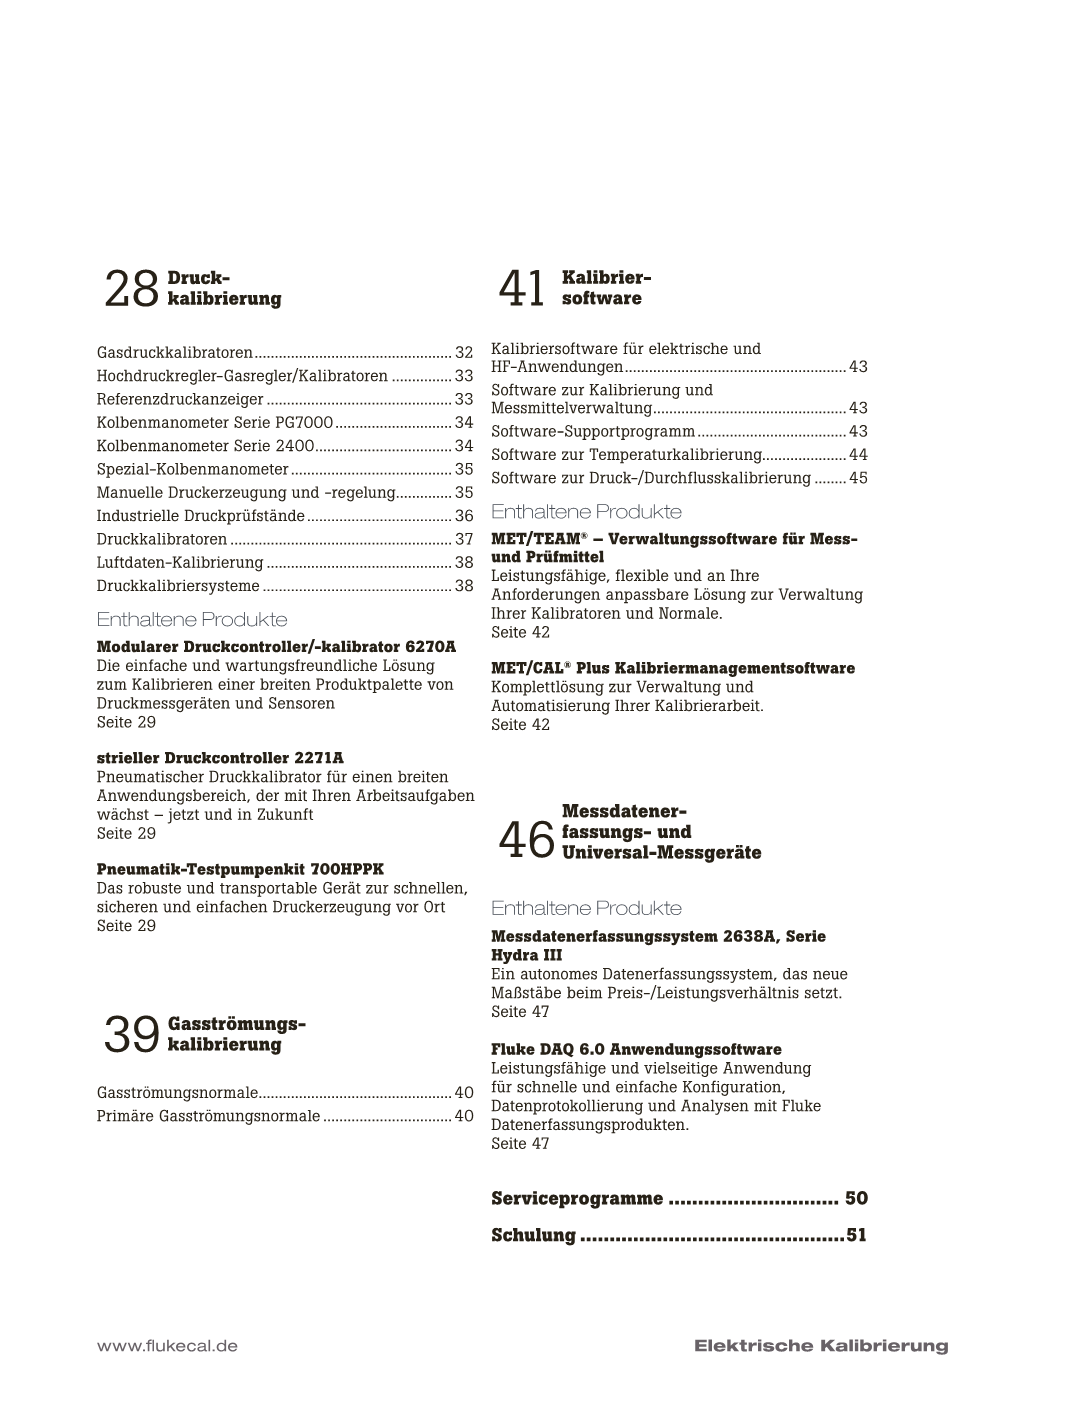 28 Druck-
kalibrierung
Gasdruckkalibratoren................................................. 32
Hochdruckregler-Gasregler/Kalibratoren ............... 33
Referenzdruckanzeiger .............................................. 33
Kolbenmanometer Serie PG7000............................. 34
Kolbenmanometer Serie 2400.................................. 34
Spezial-Kolbenmanometer........................................ 35
Manuelle Druckerzeugung und -regelung.............. 35
Industrielle Druckprüfstände.................................... 36
Druckkalibratoren....................................................... 37
Luftdaten-Kalibrierung .............................................. 38
Druckkalibriersysteme ............................................... 38
Enthaltene Produkte
Modularer Druckcontroller/-kalibrator 6270A
Die einfache und wartungsfreundliche Lösung
zum Kalibrieren einer breiten Produktpalette von
Druckmessgeräten und Sensoren
Seite 29
strieller Druckcontroller 2271A
Pneumatischer Druckkalibrator für einen breiten
Anwendungsbereich, der mit Ihren Arbeitsaufgaben
wächst – jetzt und in Zukunft
Seite 29
Pneumatik-Testpumpenkit 700HPPK
Das robuste und transportable Gerät zur schnellen,
sicheren und einfachen Druckerzeugung vor Ort
Seite 29
39 Gasströmungs-
kalibrierung
Gasströmungsnormale................................................ 40
Primäre Gasströmungsnormale................................ 40
41 Kalibrier-
software
Kalibriersoftware für elektrische und
HF-Anwendungen....................................................... 43
Software zur Kalibrierung und
Messmittelverwaltung................................................ 43
Software-Supportprogramm..................................... 43
Software zur Temperaturkalibrierung..................... 44
Software zur Druck-/Durchflusskalibrierung ........ 45
Enthaltene Produkte
MET/TEAM® – Verwaltungssoftware für Mess-
und Prüfmittel
Leistungsfähige, flexible und an Ihre
Anforderungen anpassbare Lösung zur Verwaltung
Ihrer Kalibratoren und Normale.
Seite 42
MET/CAL® Plus Kalibriermanagementsoftware
Komplettlösung zur Verwaltung und
Automatisierung Ihrer Kalibrierarbeit.
Seite 42
46 Messdatener-
fassungs- und
Universal-Messgeräte
Enthaltene Produkte
Messdatenerfassungssystem 2638A, Serie
Hydra III
Ein autonomes Datenerfassungssystem, das neue
Maßstäbe beim Preis-/Leistungsverhältnis setzt.
Seite 47
Fluke DAQ 6.0 Anwendungssoftware
Leistungsfähige und vielseitige Anwendung
für schnelle und einfache Konfiguration,
Datenprotokollierung und Analysen mit Fluke
Datenerfassungsprodukten.
Seite 47
Serviceprogramme ............................. 50
Schulung .............................................51
www.flukecal.de
Elektrische Kalibrierung